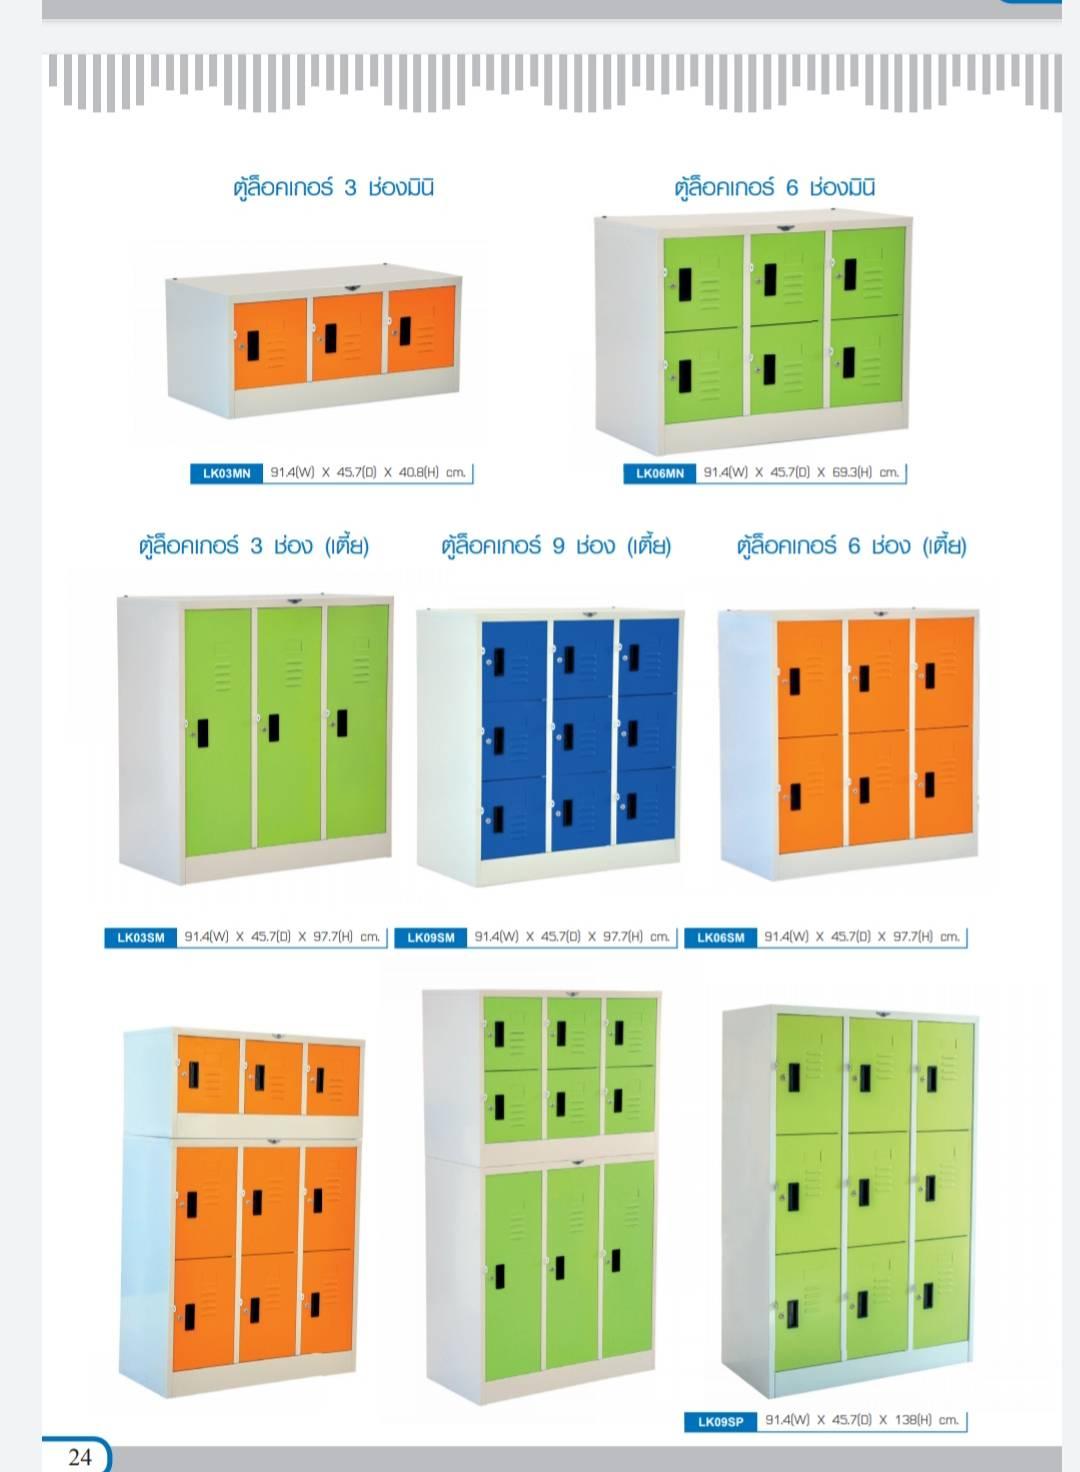 ตู้ล็อคเกอร์ 3 ช่องมินิ
ตู้ล็อคเกอร์ 6 ช่องมินิ
LK03MN 91.4(W) X 45.7(D) X 40.8(H) cm.
LK06MN 91.4(W) X 45.7(D) X 69.3(H) cm.
ตู้ล็อคเกอร์ 3 ช่อง (เตี้ย)
ตู้ล็อคเกอร์ 9 ช่อง (เตี้ย)
ตู้ล็อคเกอร์ 6 ช่อง (เตี้ย)
LK03SM 91.4(W) X 45.7(D) X 97.7(H) cm.
LK09SM 91.4(W) X 45.7(D) X 97.7(H) cm.
LK06SM 91.4(W) X 45.7(D) X 97.7(H) cm.
LK09SP 91.4(W) X 45.7(D) X 138(H) cm.
24